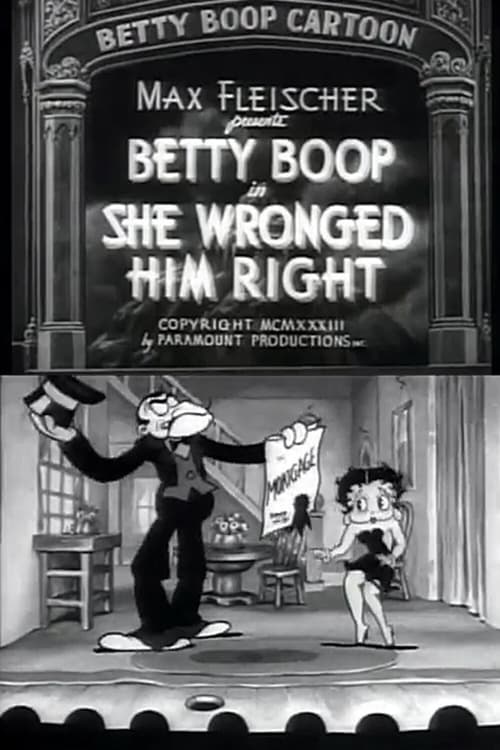 BETTY BOOP CARTOON
MAX FLEISCHER
presents
BETTY BOOP
in
SHE WRONGED
HIM RIGHT
COPYRIGHT MCMXXXIII
by PARAMOUNT PRODUCTIONS INC.
MORTGAGE